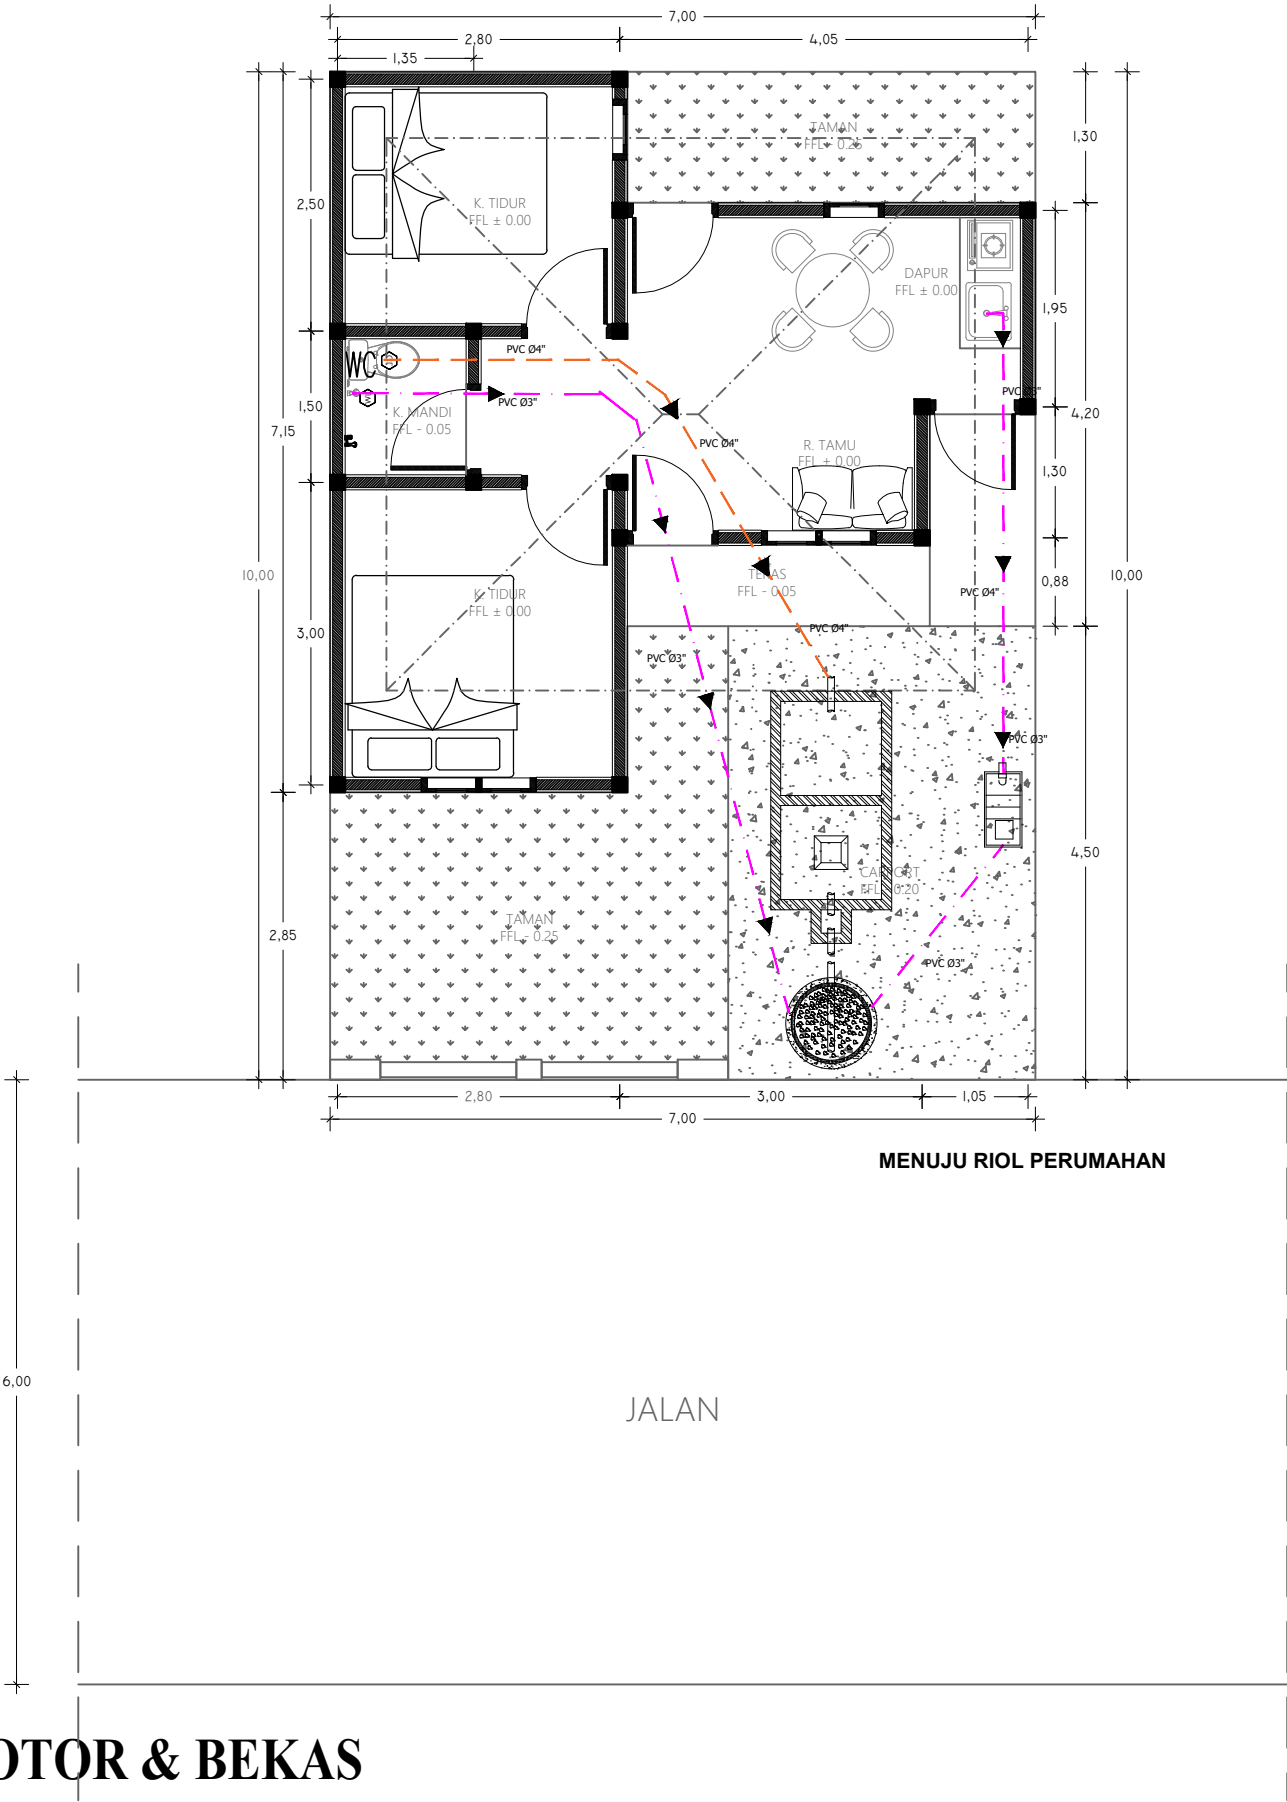 7,00
2,80
4,05
1,35
TAMAN
FFL - 0.25
1,30
2,50
K. TIDUR
FFL ± 0.00
DAPUR
FFL ± 0.00
1,95
PVC Ø4"
WC
PVC Ø3"
K. MANDI
FFL - 0.05
1,50
7,15
PVC Ø4"
R. TAMU
FFL ± 0.00
4,20
1,30
10,00
TERAS
FFL - 0.05
0,88
10,00
PVC Ø4"
K. TIDUR
FFL ± 0.00
3,00
PVC Ø4"
PVC Ø3"
PVC Ø3"
4,50
CARPORT
FFL - 0.20
TAMAN
FFL - 0.25
2,85
PVC Ø3"
2,80
3,00
1,05
7,00
MENUJU RIOL PERUMAHAN
6,00
JALAN
OTOR & BEKAS